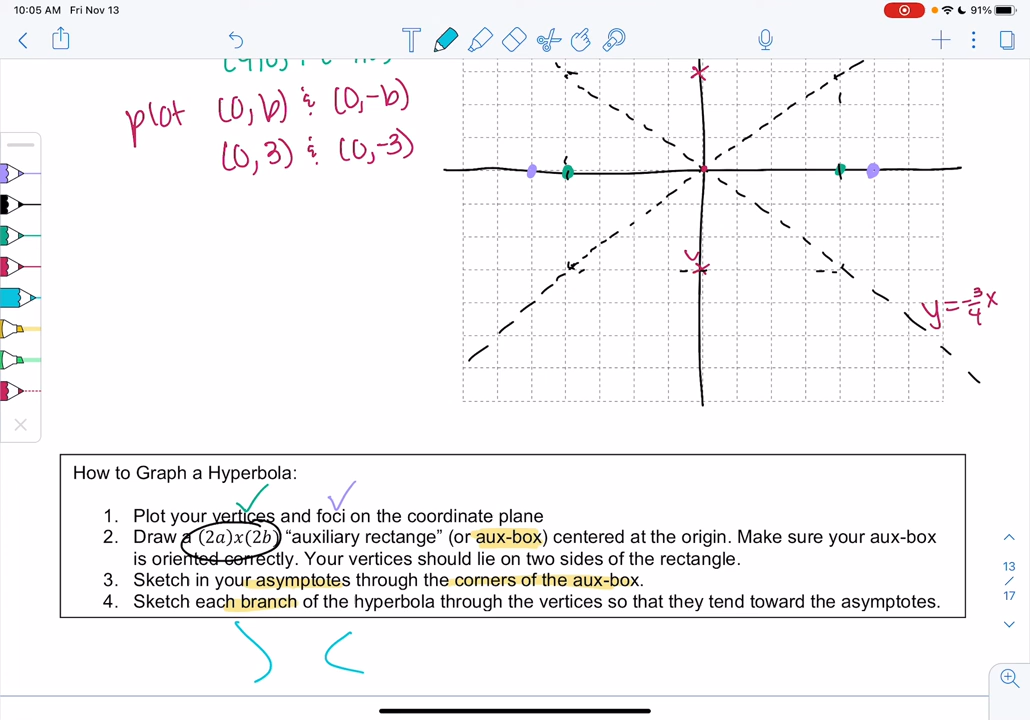 10:05 AM Fri Nov 13
91%
T
plot (0, b) & (0, -b)
(0, 3) & (0, -3)
y = -3/4 x
How to Graph a Hyperbola:
1. Plot your vertices and foci on the coordinate plane
2. Draw a (2a)x(2b) “auxiliary rectange” (or aux-box) centered at the origin. Make sure your aux-box
is oriented correctly. Your vertices should lie on two sides of the rectangle.
3. Sketch in your asymptotes through the corners of the aux-box.
4. Sketch each branch of the hyperbola through the vertices so that they tend toward the asymptotes.
13
/
17